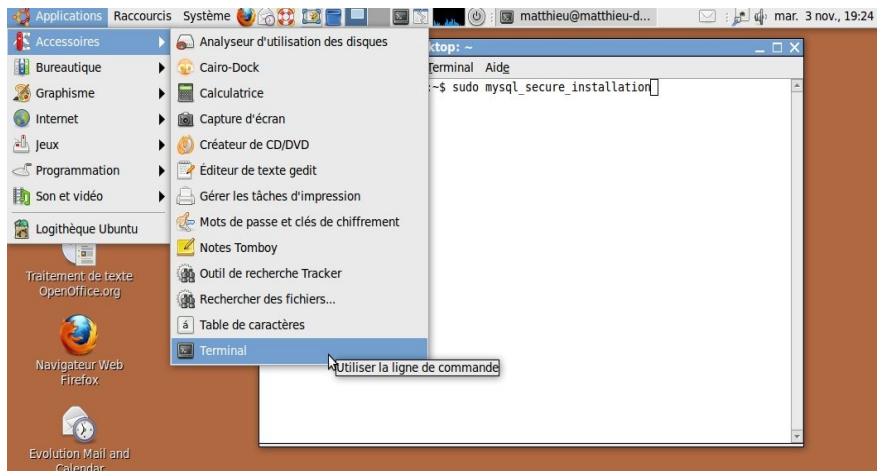 Applications Raccourcis Système matthieu@matthieu-d... mar. 3 nov., 19:24
Accessoires
Bureautique
Graphisme
Internet
Jeux
Programmation
Son et vidéo
Logithèque Ubuntu
Analyseur d'utilisation des disques
Cairo-Dock
Calculatrice
Capture d'écran
Créateur de CD/DVD
Éditeur de texte gedit
Gérer les tâches d'impression
Mots de passe et clés de chiffrement
Notes Tomboy
Outil de recherche Tracker
Rechercher des fichiers...
Table de caractères
Terminal
Utiliser la ligne de commande
ktop: ~
Terminal Aide
:~$ sudo mysql_secure_installation
Traitement de texte
OpenOffice.org
Navigateur Web
Firefox
Evolution Mail and
Calendar